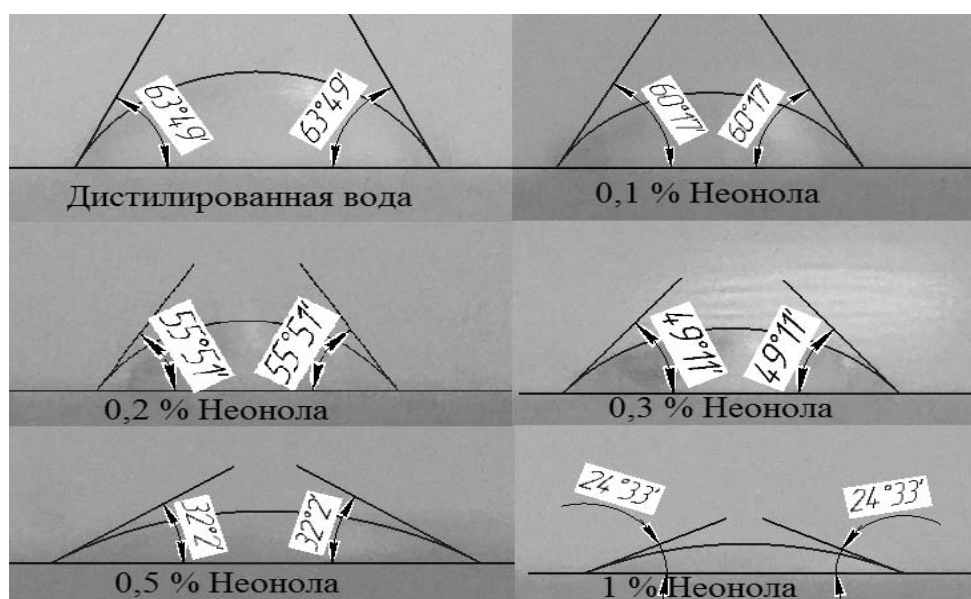 63°49' 63°49'
Дистилированная вода
60°17' 60°17'
0,1 % Неонола
55°51' 55°51'
0,2 % Неонола
49°11' 49°11'
0,3 % Неонола
32°2' 32°2'
0,5 % Неонола
24°33' 24°33'
1 % Неонола